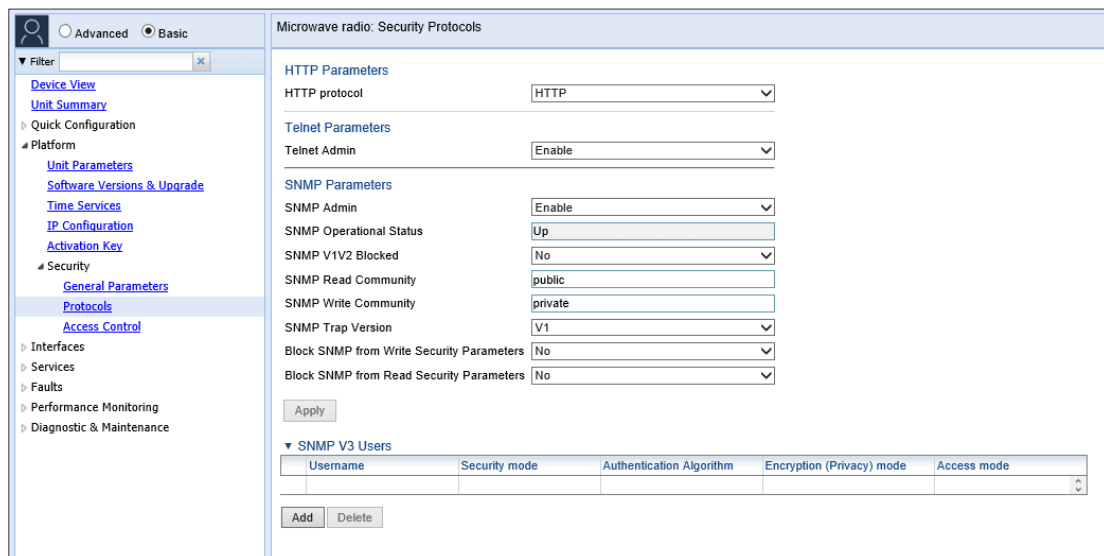 Advanced Basic
Filter
Device View
Unit Summary
Quick Configuration
Platform
Unit Parameters
Software Versions & Upgrade
Time Services
IP Configuration
Activation Key
Security
General Parameters
Protocols
Access Control
Interfaces
Services
Faults
Performance Monitoring
Diagnostic & Maintenance
Microwave radio: Security Protocols
HTTP Parameters
HTTP protocol HTTP
Telnet Parameters
Telnet Admin Enable
SNMP Parameters
SNMP Admin Enable
SNMP Operational Status Up
SNMP V1V2 Blocked No
SNMP Read Community public
SNMP Write Community private
SNMP Trap Version V1
Block SNMP from Write Security Parameters No
Block SNMP from Read Security Parameters No
Apply
SNMP V3 Users
Username Security mode Authentication Algorithm Encryption (Privacy) mode Access mode
Add Delete